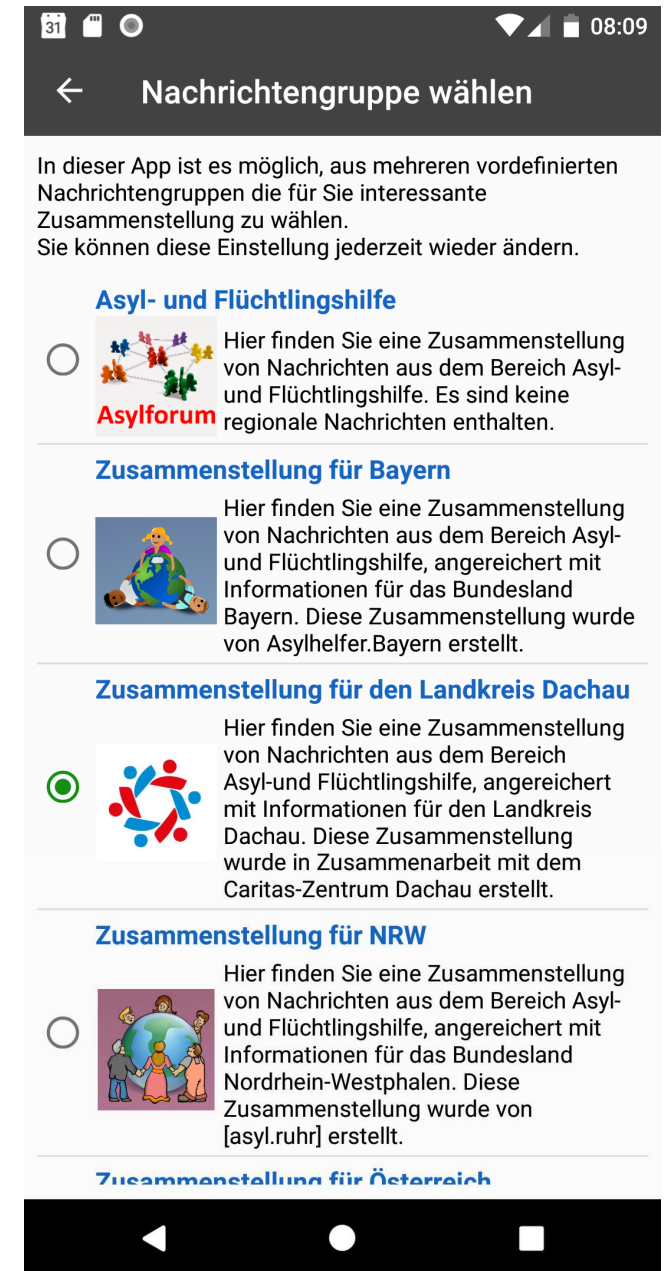 31
08:09
Nachrichtengruppe wählen
In dieser App ist es möglich, aus mehreren vordefinierten
Nachrichtengruppen die für Sie interessante
Zusammenstellung zu wählen.
Sie können diese Einstellung jederzeit wieder ändern.
Asyl- und Flüchtlingshilfe
Asylforum
Hier finden Sie eine Zusammenstellung
von Nachrichten aus dem Bereich Asyl-
und Flüchtlingshilfe. Es sind keine
regionale Nachrichten enthalten.
Zusammenstellung für Bayern
Hier finden Sie eine Zusammenstellung
von Nachrichten aus dem Bereich Asyl-
und Flüchtlingshilfe, angereichert mit
Informationen für das Bundesland
Bayern. Diese Zusammenstellung wurde
von Asylhelfer.Bayern erstellt.
Zusammenstellung für den Landkreis Dachau
Hier finden Sie eine Zusammenstellung
von Nachrichten aus dem Bereich
Asyl-und Flüchtlingshilfe, angereichert
mit Informationen für den Landkreis
Dachau. Diese Zusammenstellung
wurde in Zusammenarbeit mit dem
Caritas-Zentrum Dachau erstellt.
Zusammenstellung für NRW
Hier finden Sie eine Zusammenstellung
von Nachrichten aus dem Bereich Asyl-
und Flüchtlingshilfe, angereichert mit
Informationen für das Bundesland
Nordrhein-Westphalen. Diese
Zusammenstellung wurde von
[asyl.ruhr] erstellt.
Zusammenstellung für Österreich